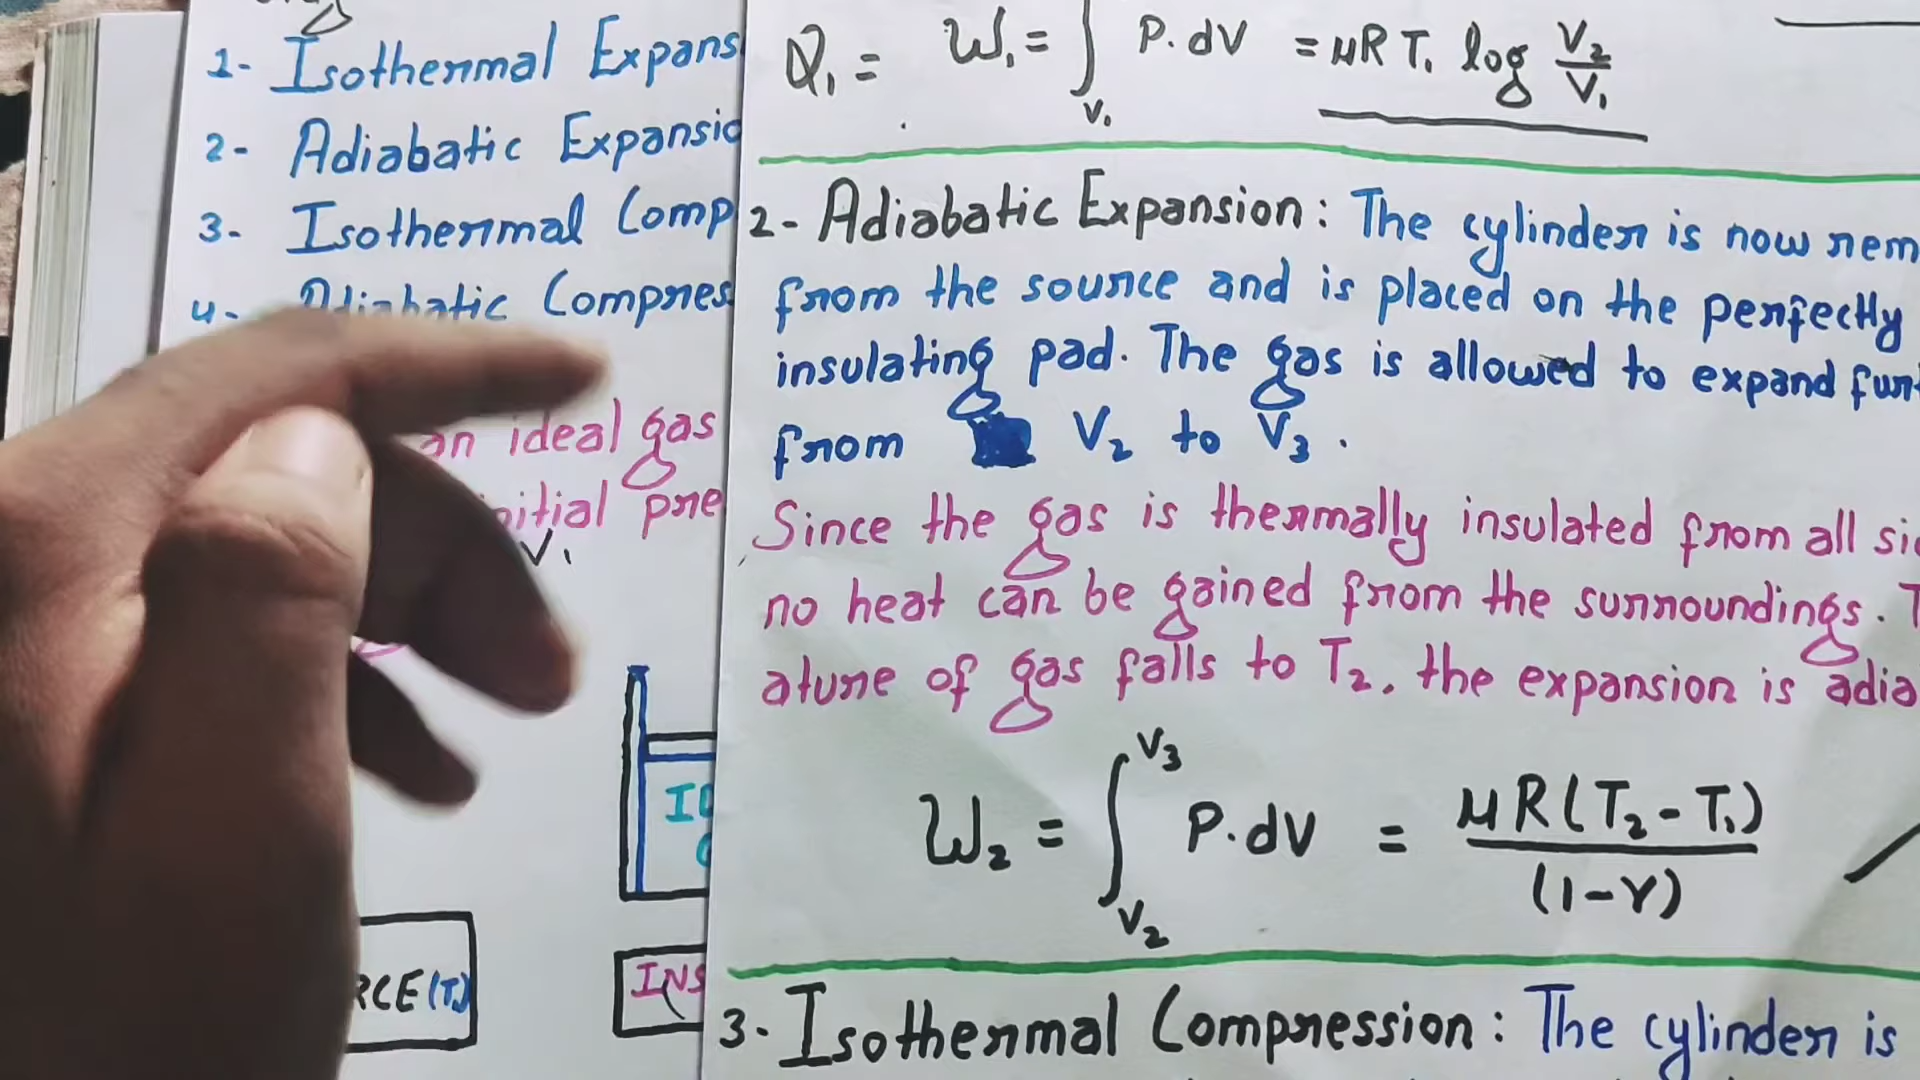 1- Isothermal Expans
2- Adiabatic Expansio
3- Isothermal Comp
4- Adiabatic Compres
an ideal gas
nitial pre
V₁
ID
G
RCE (T₁)
INS
Q₁ = W₁ = ∫ P.dV = μRT₁ log V₂/V₁
V₁
2- Adiabatic Expansion : The cylinder is now rem
from the source and is placed on the perfectly
insulating pad. The gas is allowed to expand fur
from V₂ to V₃ .
Since the gas is thermally insulated from all si
no heat can be gained from the surroundings. T
ature of gas falls to T₂, the expansion is adia
W₂ = ∫ P.dV = μR(T₂-T₁)/(1-γ)
V₃
V₂
3- Isothermal Compression : The cylinder is